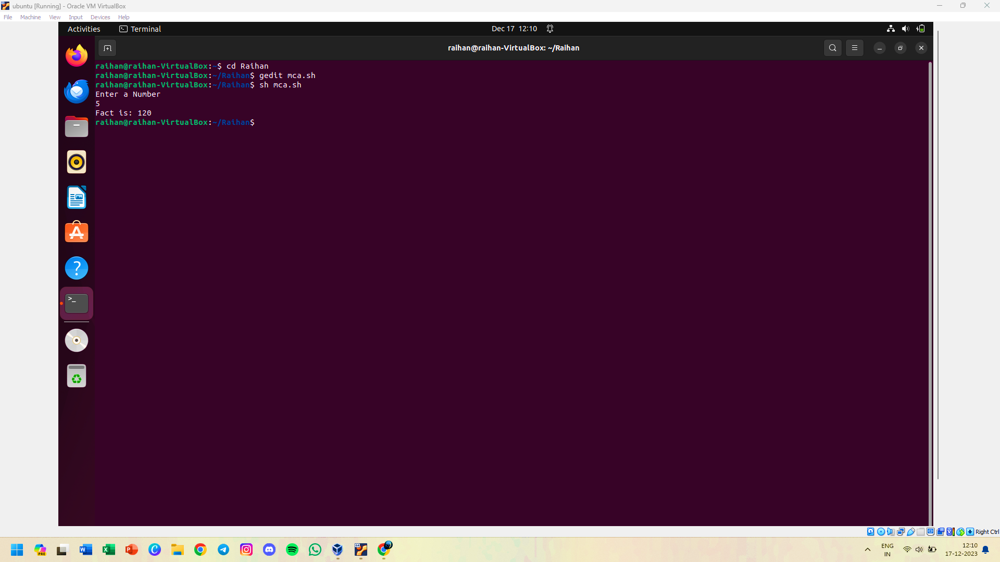 ubuntu [Running] - Oracle VM VirtualBox
File Machine View Input Devices Help
Activities Terminal Dec 17 12:10
raihan@raihan-VirtualBox: ~/Raihan
raihan@raihan-VirtualBox:~$ cd Raihan
raihan@raihan-VirtualBox:~/Raihan$ gedit mca.sh
raihan@raihan-VirtualBox:~/Raihan$ sh mca.sh
Enter a Number
5
Fact is: 120
raihan@raihan-VirtualBox:~/Raihan$
Right Ctrl
ENG
IN
12:10
17-12-2023